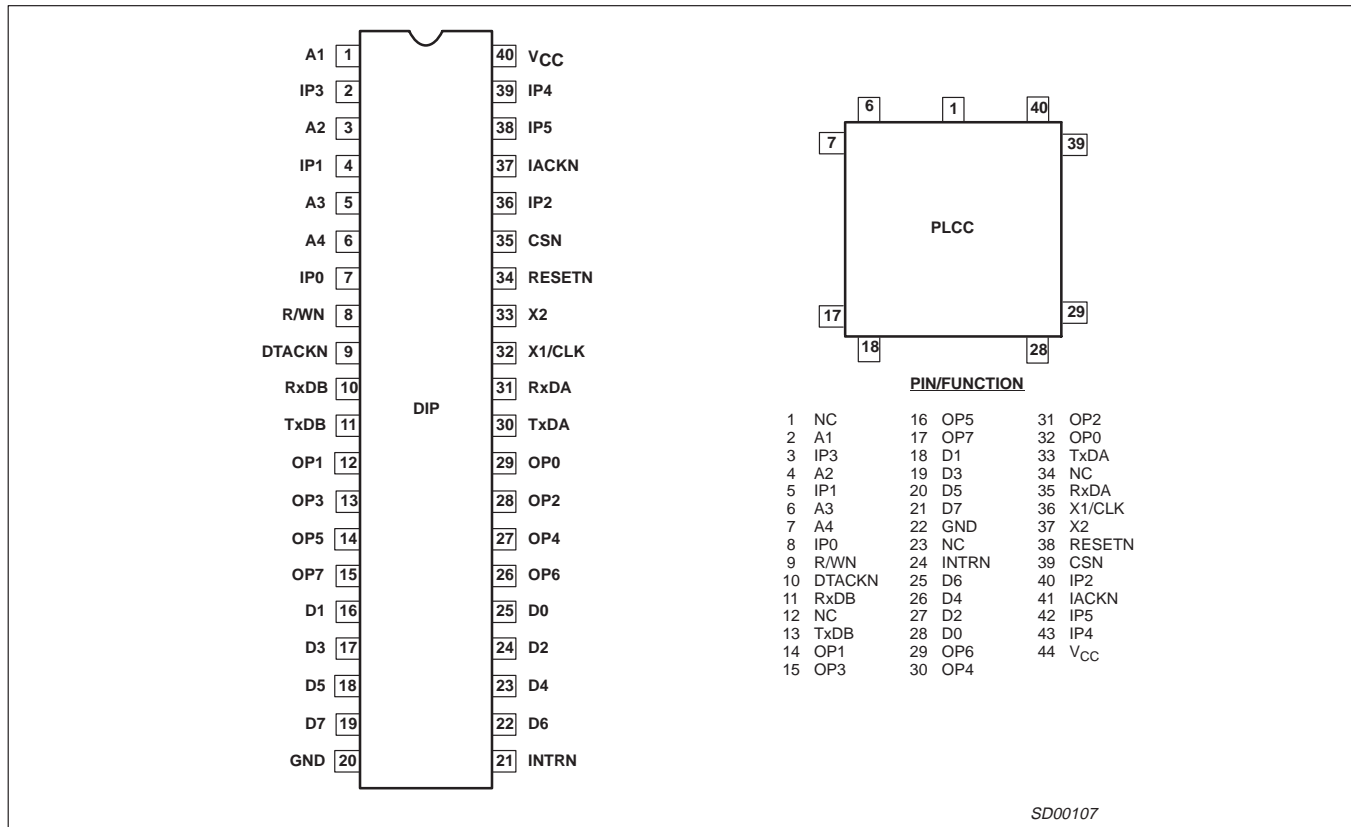 A1 1
IP3 2
A2 3
IP1 4
A3 5
A4 6
IP0 7
R/WN 8
DTACKN 9
RxDB 10
TxDB 11
OP1 12
OP3 13
OP5 14
OP7 15
D1 16
D3 17
D5 18
D7 19
GND 20
DIP
40 VCC
39 IP4
38 IP5
37 IACKN
36 IP2
35 CSN
34 RESETN
33 X2
32 X1/CLK
31 RxDA
30 TxDA
29 OP0
28 OP2
27 OP4
26 OP6
25 D0
24 D2
23 D4
22 D6
21 INTRN
6 1 40
7 39
PLCC
17 29
18 28
PIN/FUNCTION
1 NC
2 A1
3 IP3
4 A2
5 IP1
6 A3
7 A4
8 IP0
9 R/WN
10 DTACKN
11 RxDB
12 NC
13 TxDB
14 OP1
15 OP3
16 OP5
17 OP7
18 D1
19 D3
20 D5
21 D7
22 GND
23 NC
24 INTRN
25 D6
26 D4
27 D2
28 D0
29 OP6
30 OP4
31 OP2
32 OP0
33 TxDA
34 NC
35 RxDA
36 X1/CLK
37 X2
38 RESETN
39 CSN
40 IP2
41 IACKN
42 IP5
43 IP4
44 VCC
SD00107